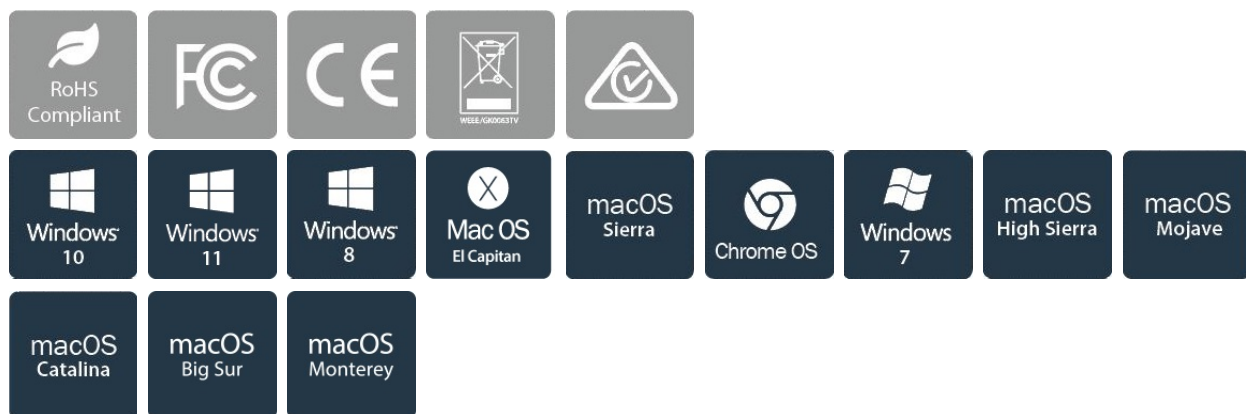 RoHS
Compliant
FC
CE
WEEE/GK0083TV
Windows
10
Windows
11
Windows
8
X
Mac OS
El Capitan
macOS
Sierra
Chrome OS
Windows
7
macOS
High Sierra
macOS
Mojave
macOS
Catalina
macOS
Big Sur
macOS
Monterey